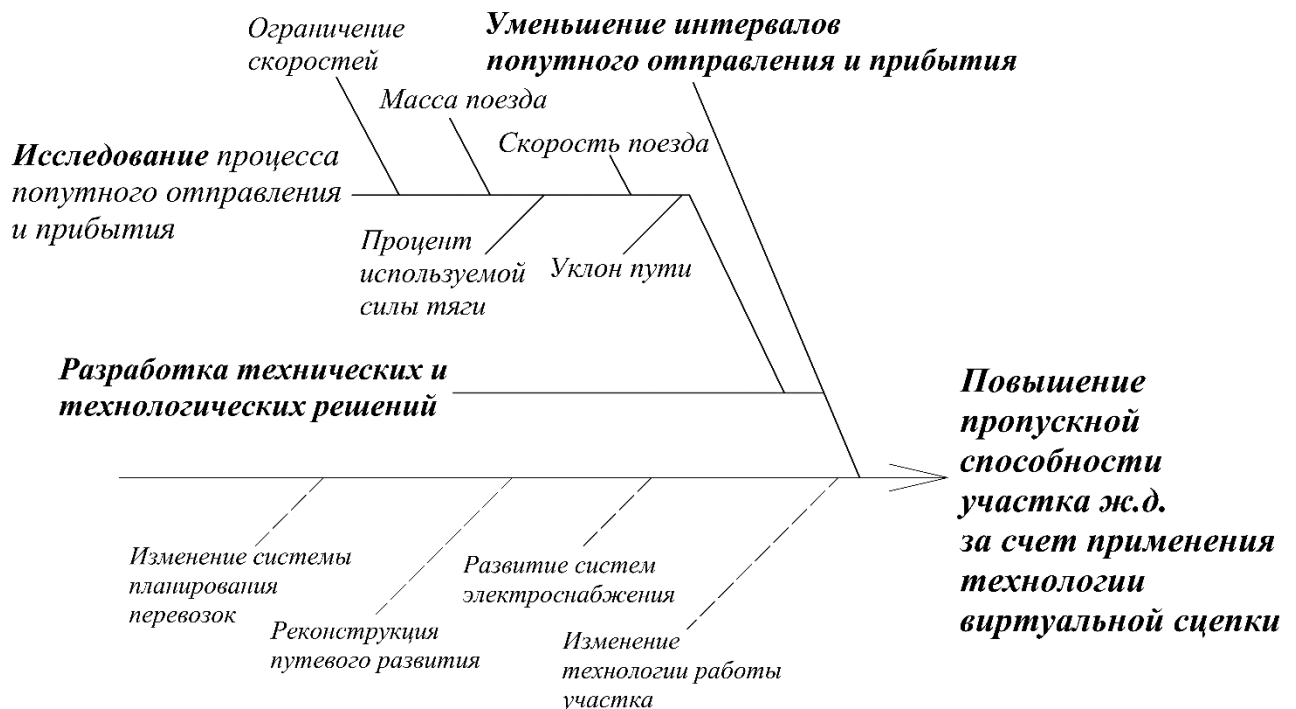 Ограничение
скоростей
Уменьшение интервалов
попутного отправления и прибытия
Масса поезда
Скорость поезда
Исследование процесса
попутного отправления
и прибытия
Процент
используемой
силы тяги
Уклон пути
Разработка технических и
технологических решений
Повышение
пропускной
способности
участка ж.д.
за счет применения
технологии
виртуальной сцепки
Изменение системы
планирования
перевозок
Реконструкция
путевого развития
Развитие систем
электроснабжения
Изменение
технологии работы
участка